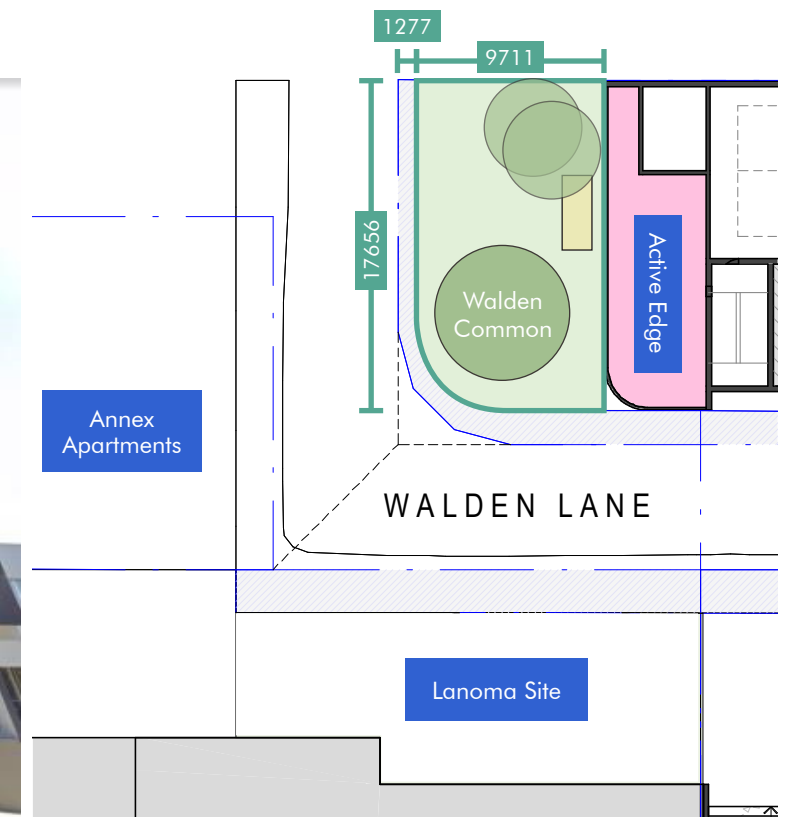 1277
9711
17656
Walden
Common
Active Edge
Annex
Apartments
WALDEN LANE
Lanoma Site